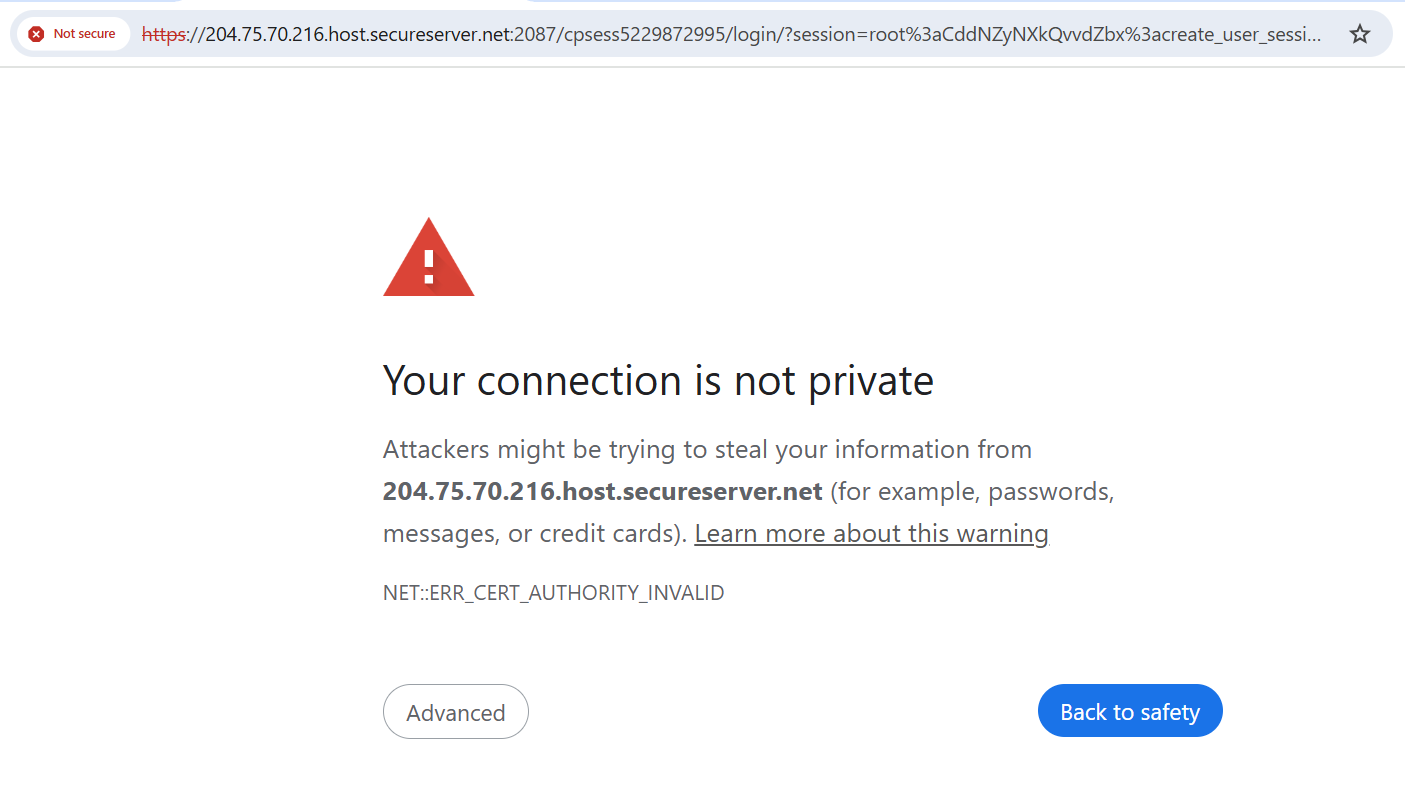 Not secure https://204.75.70.216.host.secureserver.net:2087/cpsess5229872995/login/?session=root%3aCddNZyNXkQvvdZbx%3acreate_user_sessi...
Your connection is not private
Attackers might be trying to steal your information from
204.75.70.216.host.secureserver.net (for example, passwords,
messages, or credit cards). Learn more about this warning
NET::ERR_CERT_AUTHORITY_INVALID
Advanced Back to safety